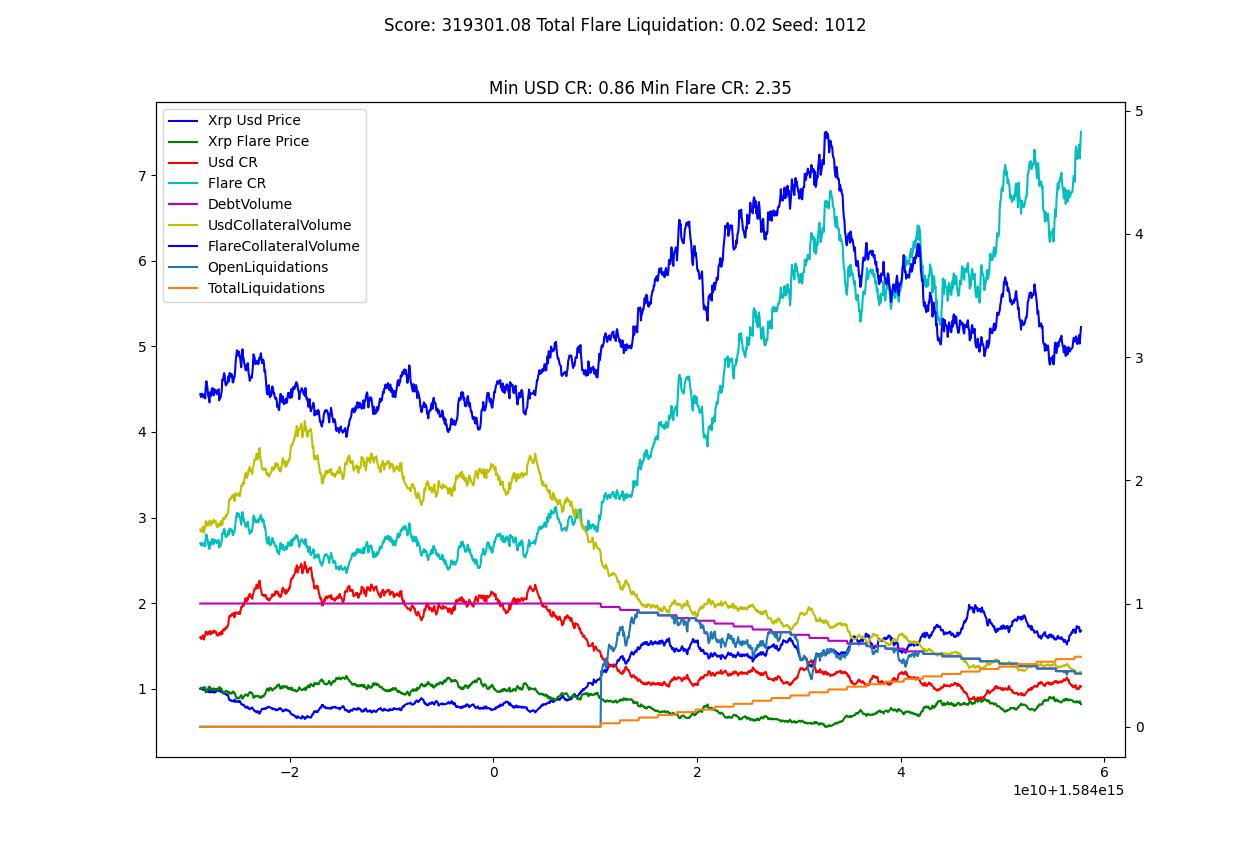 Score: 319301.08 Total Flare Liquidation: 0.02 Seed: 1012
Min USD CR: 0.86 Min Flare CR: 2.35
Xrp Usd Price
Xrp Flare Price
Usd CR
Flare CR
DebtVolume
UsdCollateralVolume
FlareCollateralVolume
OpenLiquidations
TotalLiquidations
7
6
5
4
3
2
1
5
4
3
2
1
0
−2
0
2
4
6
1e10+1.584e15